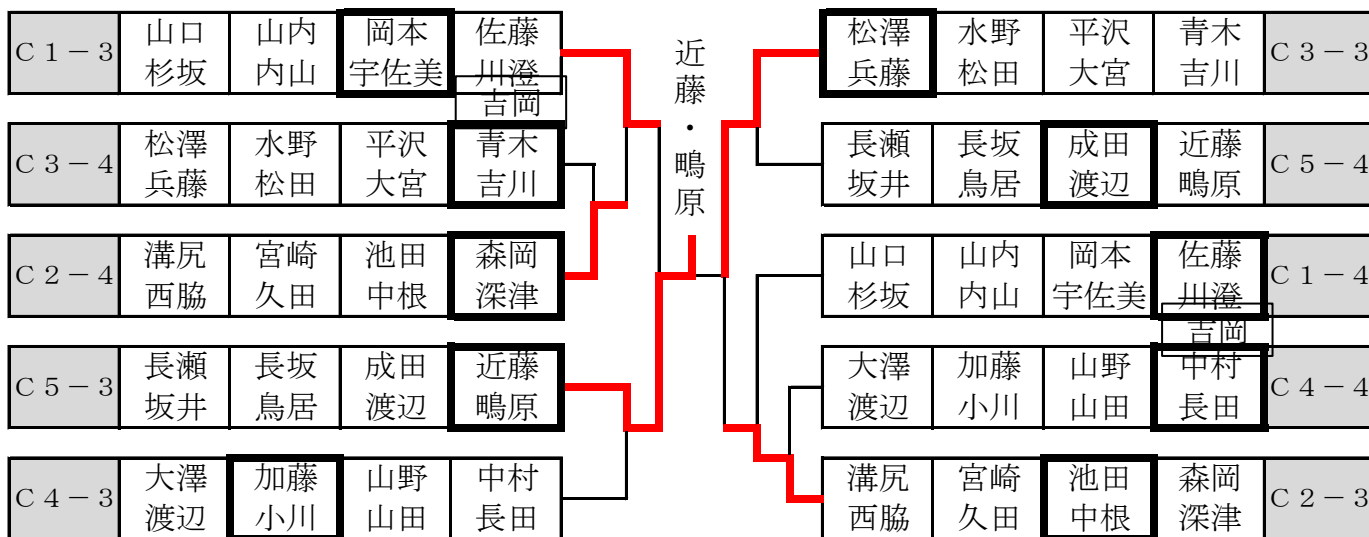 C1-3 山口 山内 岡本 佐藤
杉坂 内山 宇佐美 川澄
吉岡
C3-4 松澤 水野 平沢 青木
兵藤 松田 大宮 吉川
C2-4 溝尻 宮崎 池田 森岡
西脇 久田 中根 深津
C5-3 長瀬 長坂 成田 近藤
坂井 鳥居 渡辺 鴫原
C4-3 大澤 加藤 山野 中村
渡辺 小川 山田 長田
近藤・鴫原
松澤 水野 平沢 青木 C3-3
兵藤 松田 大宮 吉川
長瀬 長坂 成田 近藤 C5-4
坂井 鳥居 渡辺 鴫原
山口 山内 岡本 佐藤 C1-4
杉坂 内山 宇佐美 川澄
吉岡
大澤 加藤 山野 中村 C4-4
渡辺 小川 山田 長田
溝尻 宮崎 池田 森岡 C2-3
西脇 久田 中根 深津